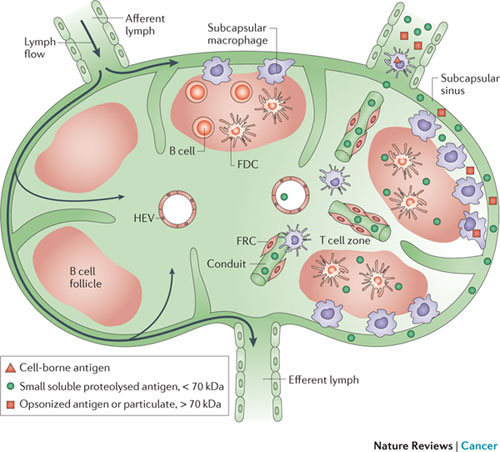 Afferent
lymph
Lymph
flow
Subcapsular
macrophage
Subcapsular
sinus
B cell
FDC
HEV
FRC
T cell zone
Conduit
B cell
follicle
Efferent lymph
Cell-borne antigen
Small soluble proteolysed antigen, < 70 kDa
Opsonized antigen or particulate, > 70 kDa
Nature Reviews | Cancer